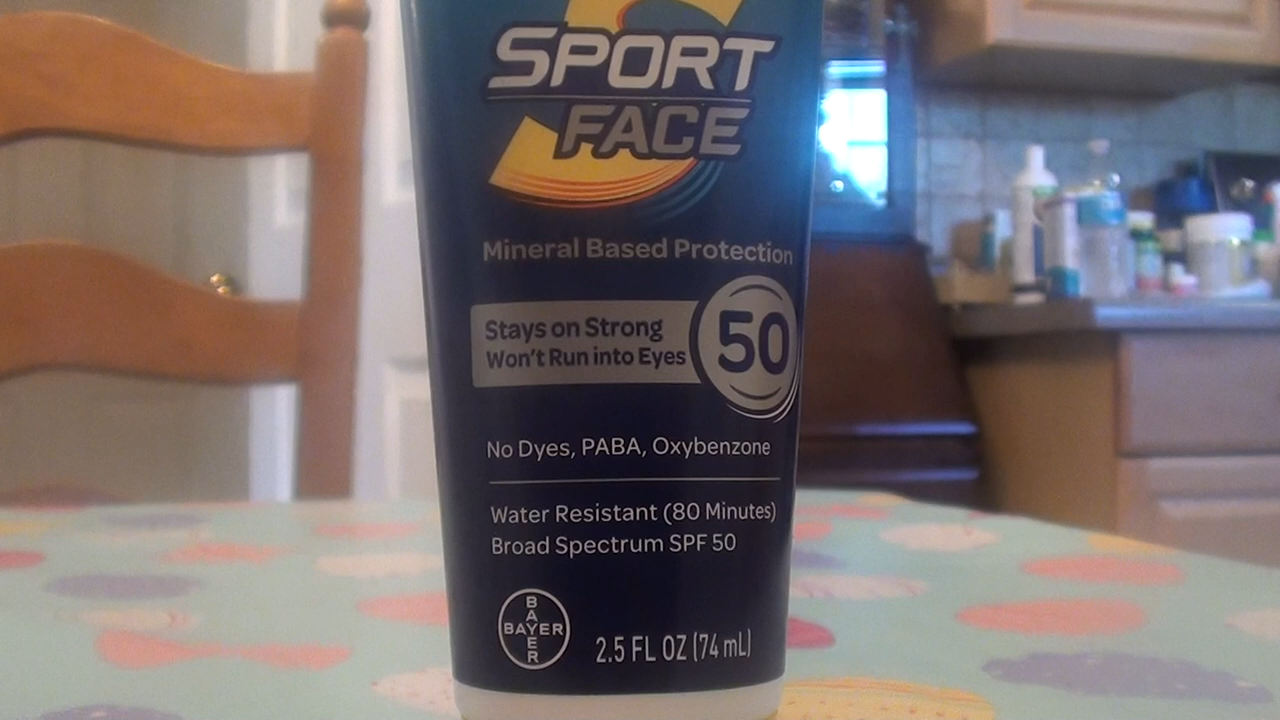 SPORT
FACE
Mineral Based Protection
Stays on Strong
Won't Run into Eyes
50
No Dyes, PABA, Oxybenzone
Water Resistant (80 Minutes)
Broad Spectrum SPF 50
BAYER
BAYER
2.5 FL OZ (74 mL)